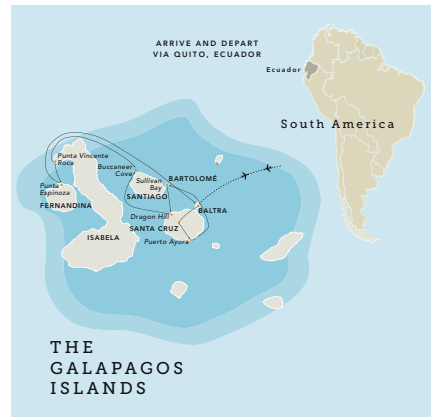 ARRIVE AND DEPART
VIA QUITO, ECUADOR
Ecuador
South America
Punta Vincente
Roca
Buccaneer
Cove
Sullivan
Bay
BARTOLOMÉ
Punta
Espinoza
SANTIAGO
FERNANDINA
BALTRA
Dragon Hill
SANTA CRUZ
ISABELA
Puerto Ayora
THE
GALAPAGOS
ISLANDS